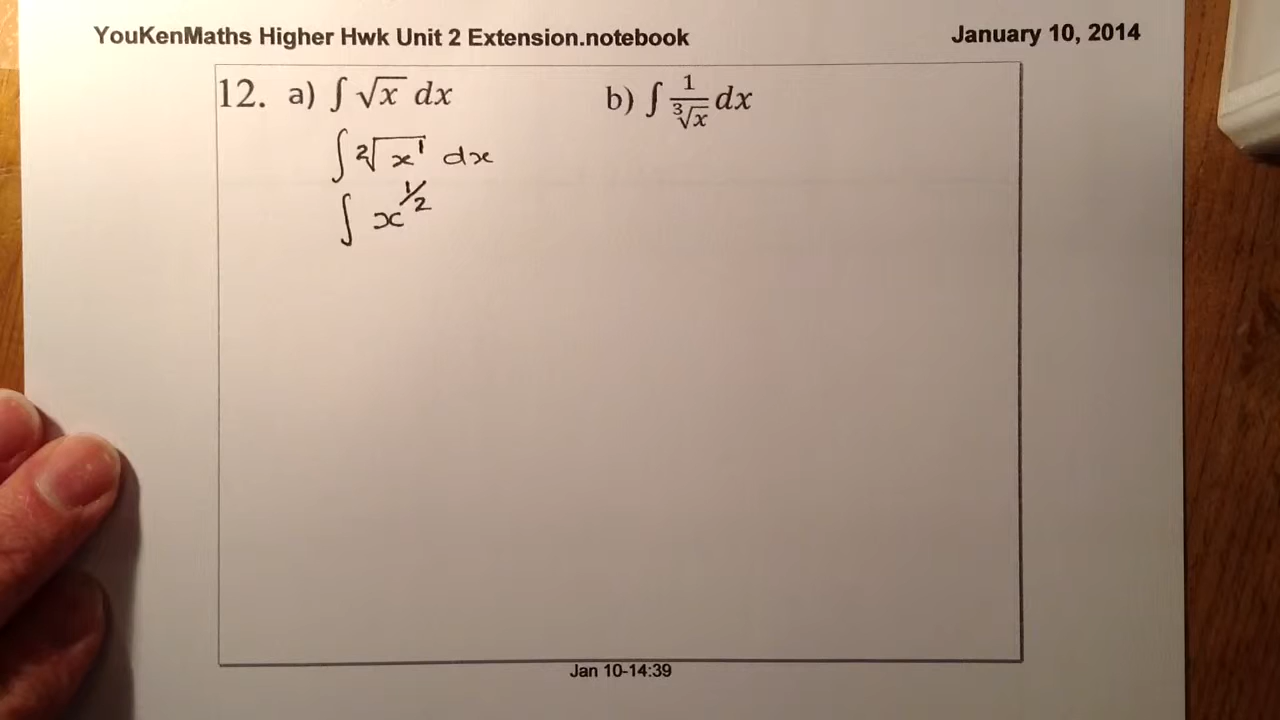 YouKenMaths Higher Hwk Unit 2 Extension.notebook January 10, 2014
12. a) ∫ √x dx b) ∫ 1/∛x dx
∫ ²√x¹ dx
∫ x^1/2
Jan 10-14:39